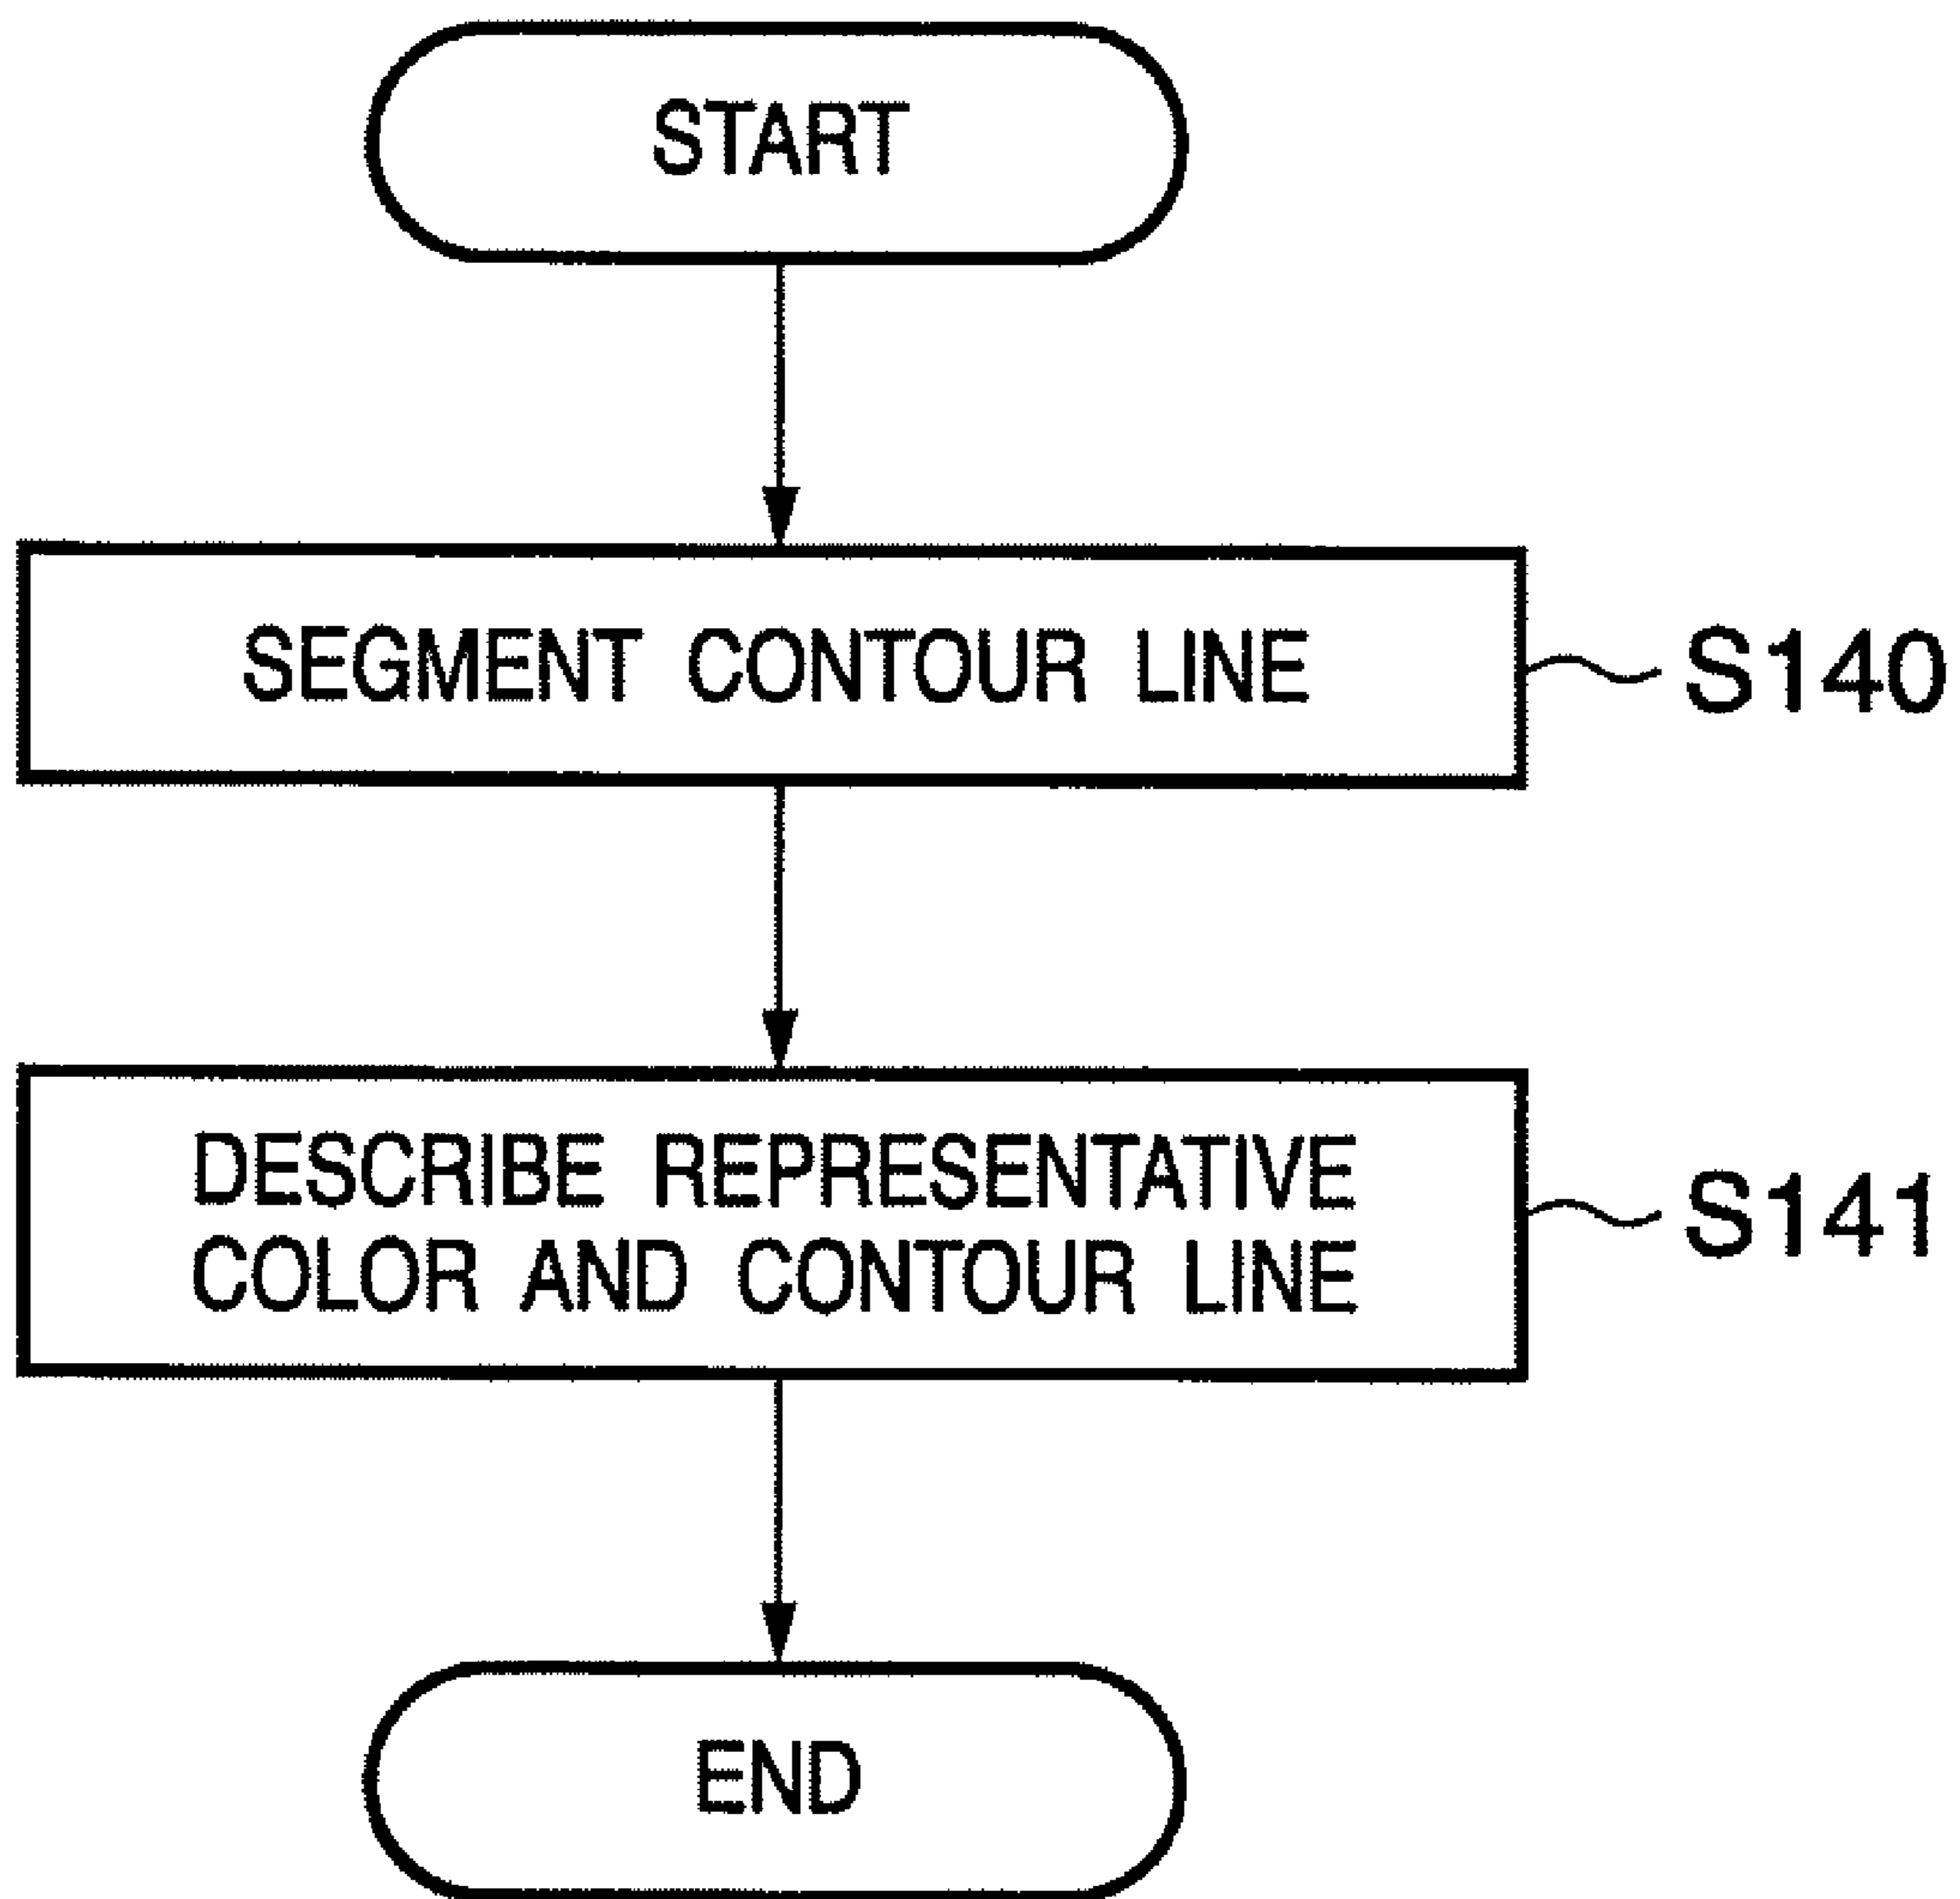 START
SEGMENT CONTOUR LINE
S140
DESCRIBE REPRESENTATIVE
COLOR AND CONTOUR LINE
S141
END